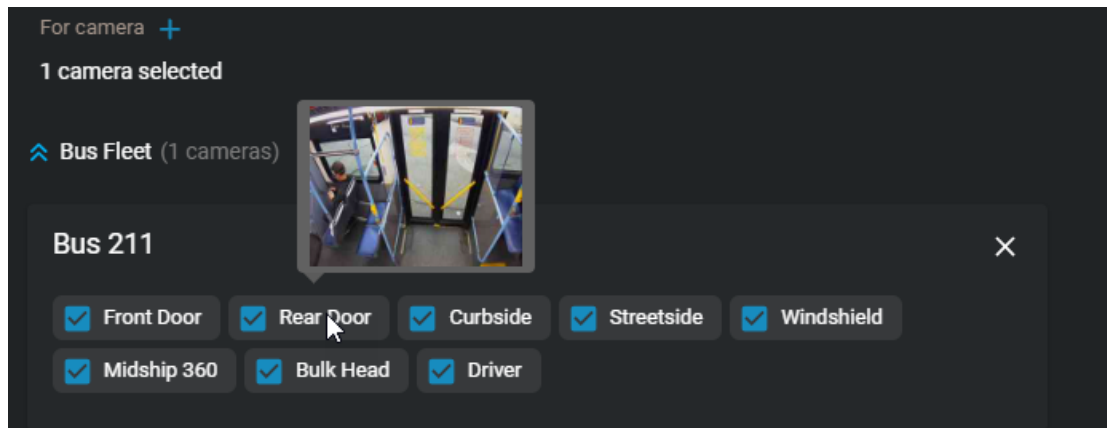 For camera +
1 camera selected
Bus Fleet (1 cameras)
Bus 211
Front Door Rear Door Curbside Streetside Windshield
Midship 360 Bulk Head Driver